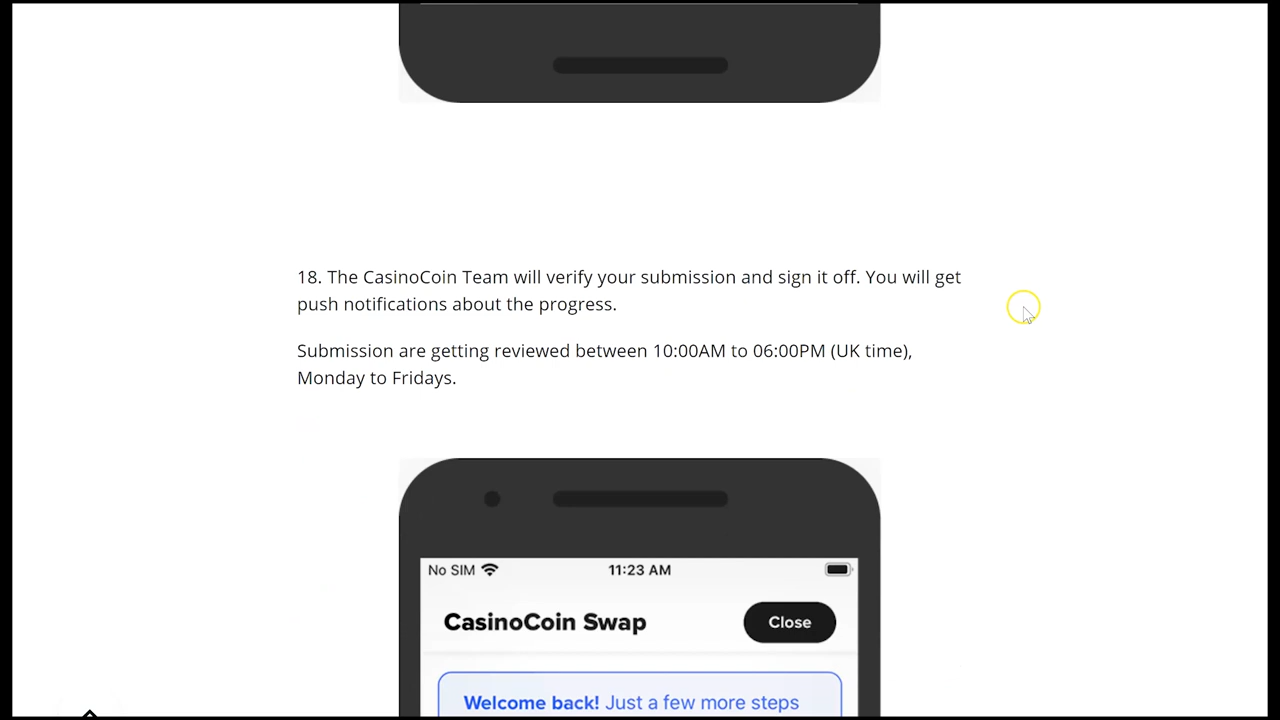 18. The CasinoCoin Team will verify your submission and sign it off. You will get
push notifications about the progress.
Submission are getting reviewed between 10:00AM to 06:00PM (UK time),
Monday to Fridays.
No SIM 11:23 AM
CasinoCoin Swap Close
Welcome back! Just a few more steps